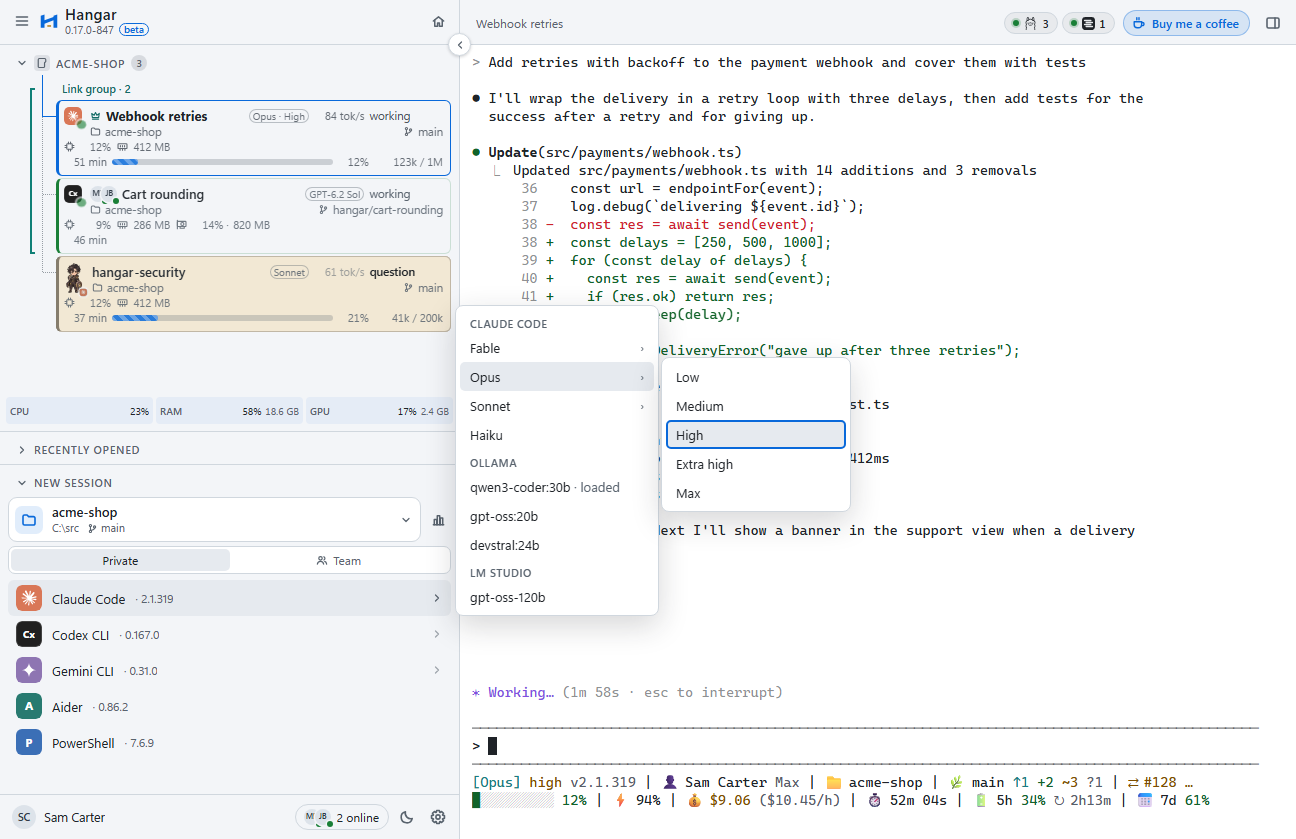 Hangar
0.17.0-847 beta
ACME-SHOP 3
Link group · 2
Webhook retries Opus · High 84 tok/s working
acme-shop main
12% 412 MB
51 min 12% 123k / 1M
Cx M JB Cart rounding GPT-6.2 Sol working
acme-shop hangar/cart-rounding
9% 286 MB 14% · 820 MB
46 min
hangar-security Sonnet 61 tok/s question
acme-shop main
12% 412 MB
37 min 21% 41k / 200k
CPU 23% RAM 58% 18.6 GB GPU 17% 2.4 GB
RECENTLY OPENED
NEW SESSION
acme-shop
C:\src main
Private Team
Claude Code · 2.1.319
Cx Codex CLI · 0.167.0
Gemini CLI · 0.31.0
A Aider · 0.86.2
P PowerShell · 7.6.9
SC Sam Carter M JB 2 online
Webhook retries 3 1 Buy me a coffee
> Add retries with backoff to the payment webhook and cover them with tests
● I'll wrap the delivery in a retry loop with three delays, then add tests for the
success after a retry and for giving up.
● Update(src/payments/webhook.ts)
Updated src/payments/webhook.ts with 14 additions and 3 removals
36 const url = endpointFor(event);
37 log.debug(`delivering ${event.id}`);
38 - const res = await send(event);
38 + const delays = [250, 500, 1000];
39 + for (const delay of delays) {
40 + const res = await send(event);
41 + if (res.ok) return res;
eep(delay);
DeliveryError("gave up after three retries");
st.ts
412ms
Next I'll show a banner in the support view when a delivery
CLAUDE CODE
Fable
Opus
Sonnet
Haiku
OLLAMA
qwen3-coder:30b · loaded
gpt-oss:20b
devstral:24b
LM STUDIO
gpt-oss-120b
Low
Medium
High
Extra high
Max
* Working… (1m 58s · esc to interrupt)
>
[Opus] high v2.1.319 | Sam Carter Max | acme-shop | main ↑1 +2 ~3 ?1 | ⇄ #128 …
12% | 94% | $9.06 ($10.45/h) | 52m 04s | 5h 34% ↻ 2h13m | 7d 61%